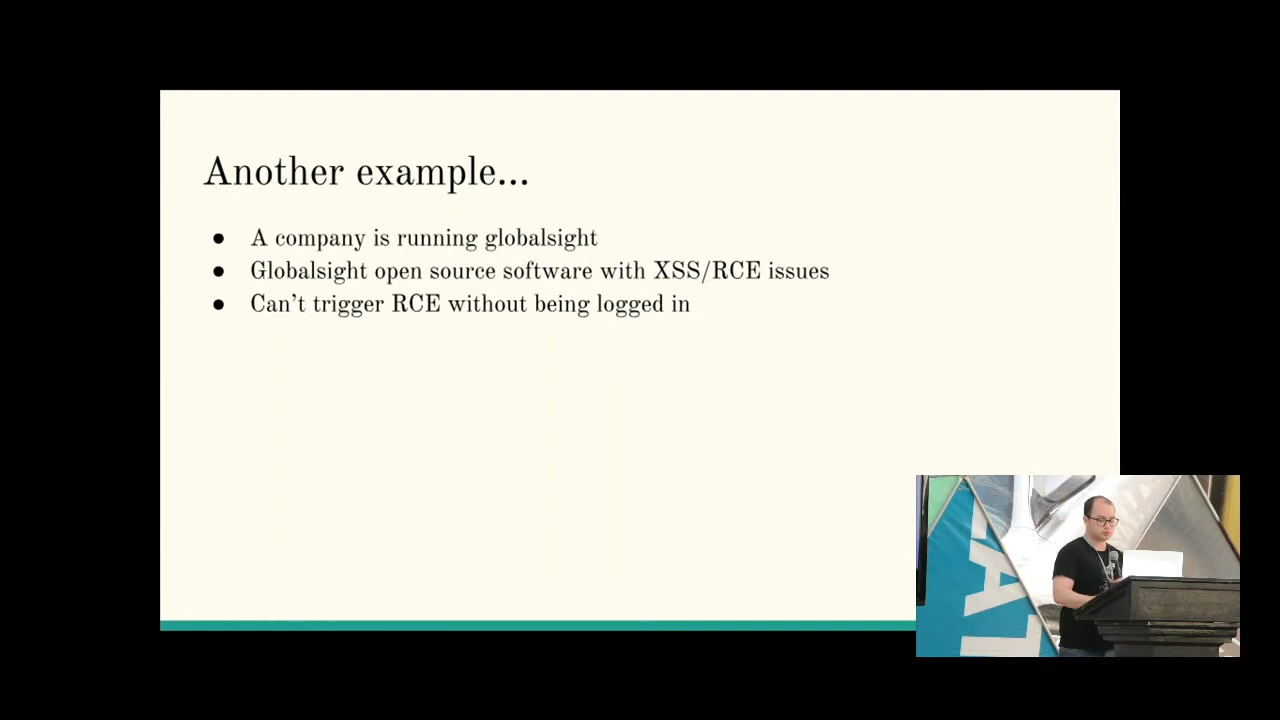 Another example...
● A company is running globalsight
● Globalsight open source software with XSS/RCE issues
● Can't trigger RCE without being logged in